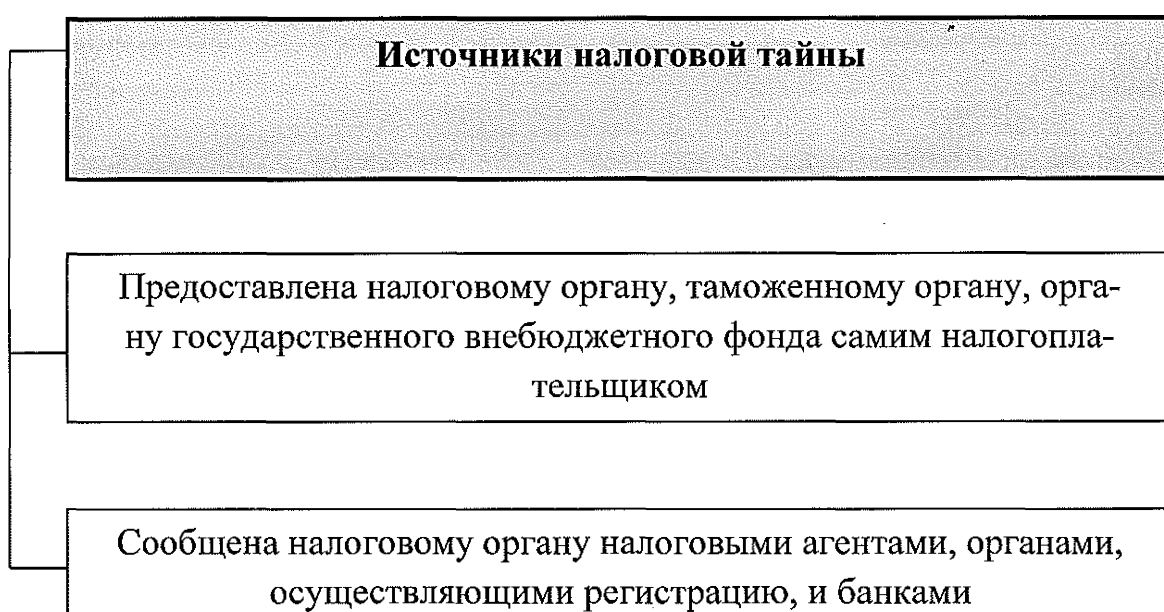 Источники налоговой тайны
Предоставлена налоговому органу, таможенному органу, орга-
ну государственного внебюджетного фонда самим налогопла-
тельщиком
Сообщена налоговому органу налоговыми агентами, органами,
осуществляющими регистрацию, и банками